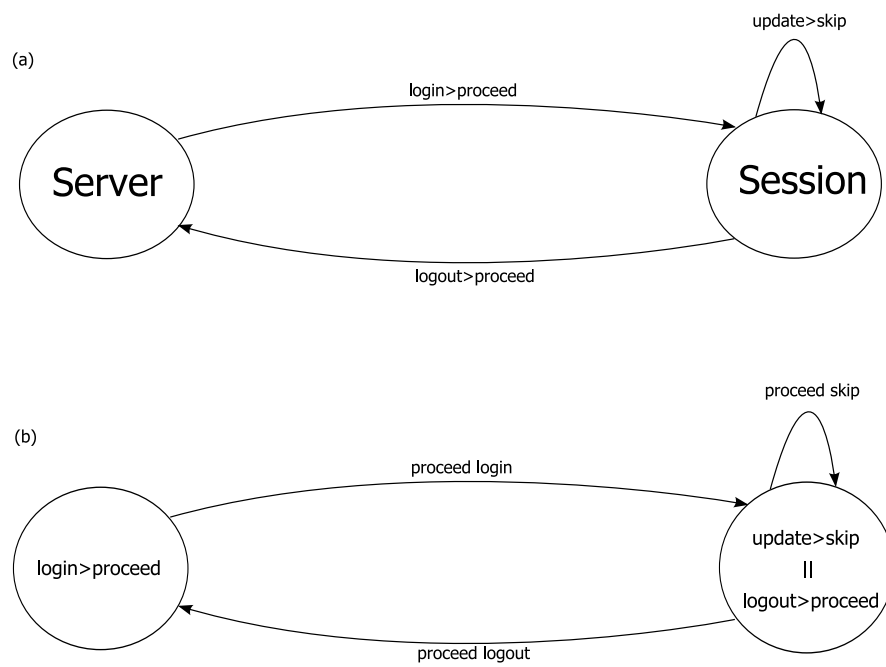 update>skip
(a)
login>proceed
Server
Session
logout>proceed
proceed skip
(b)
proceed login
update>skip
login>proceed
||
logout>proceed
proceed logout